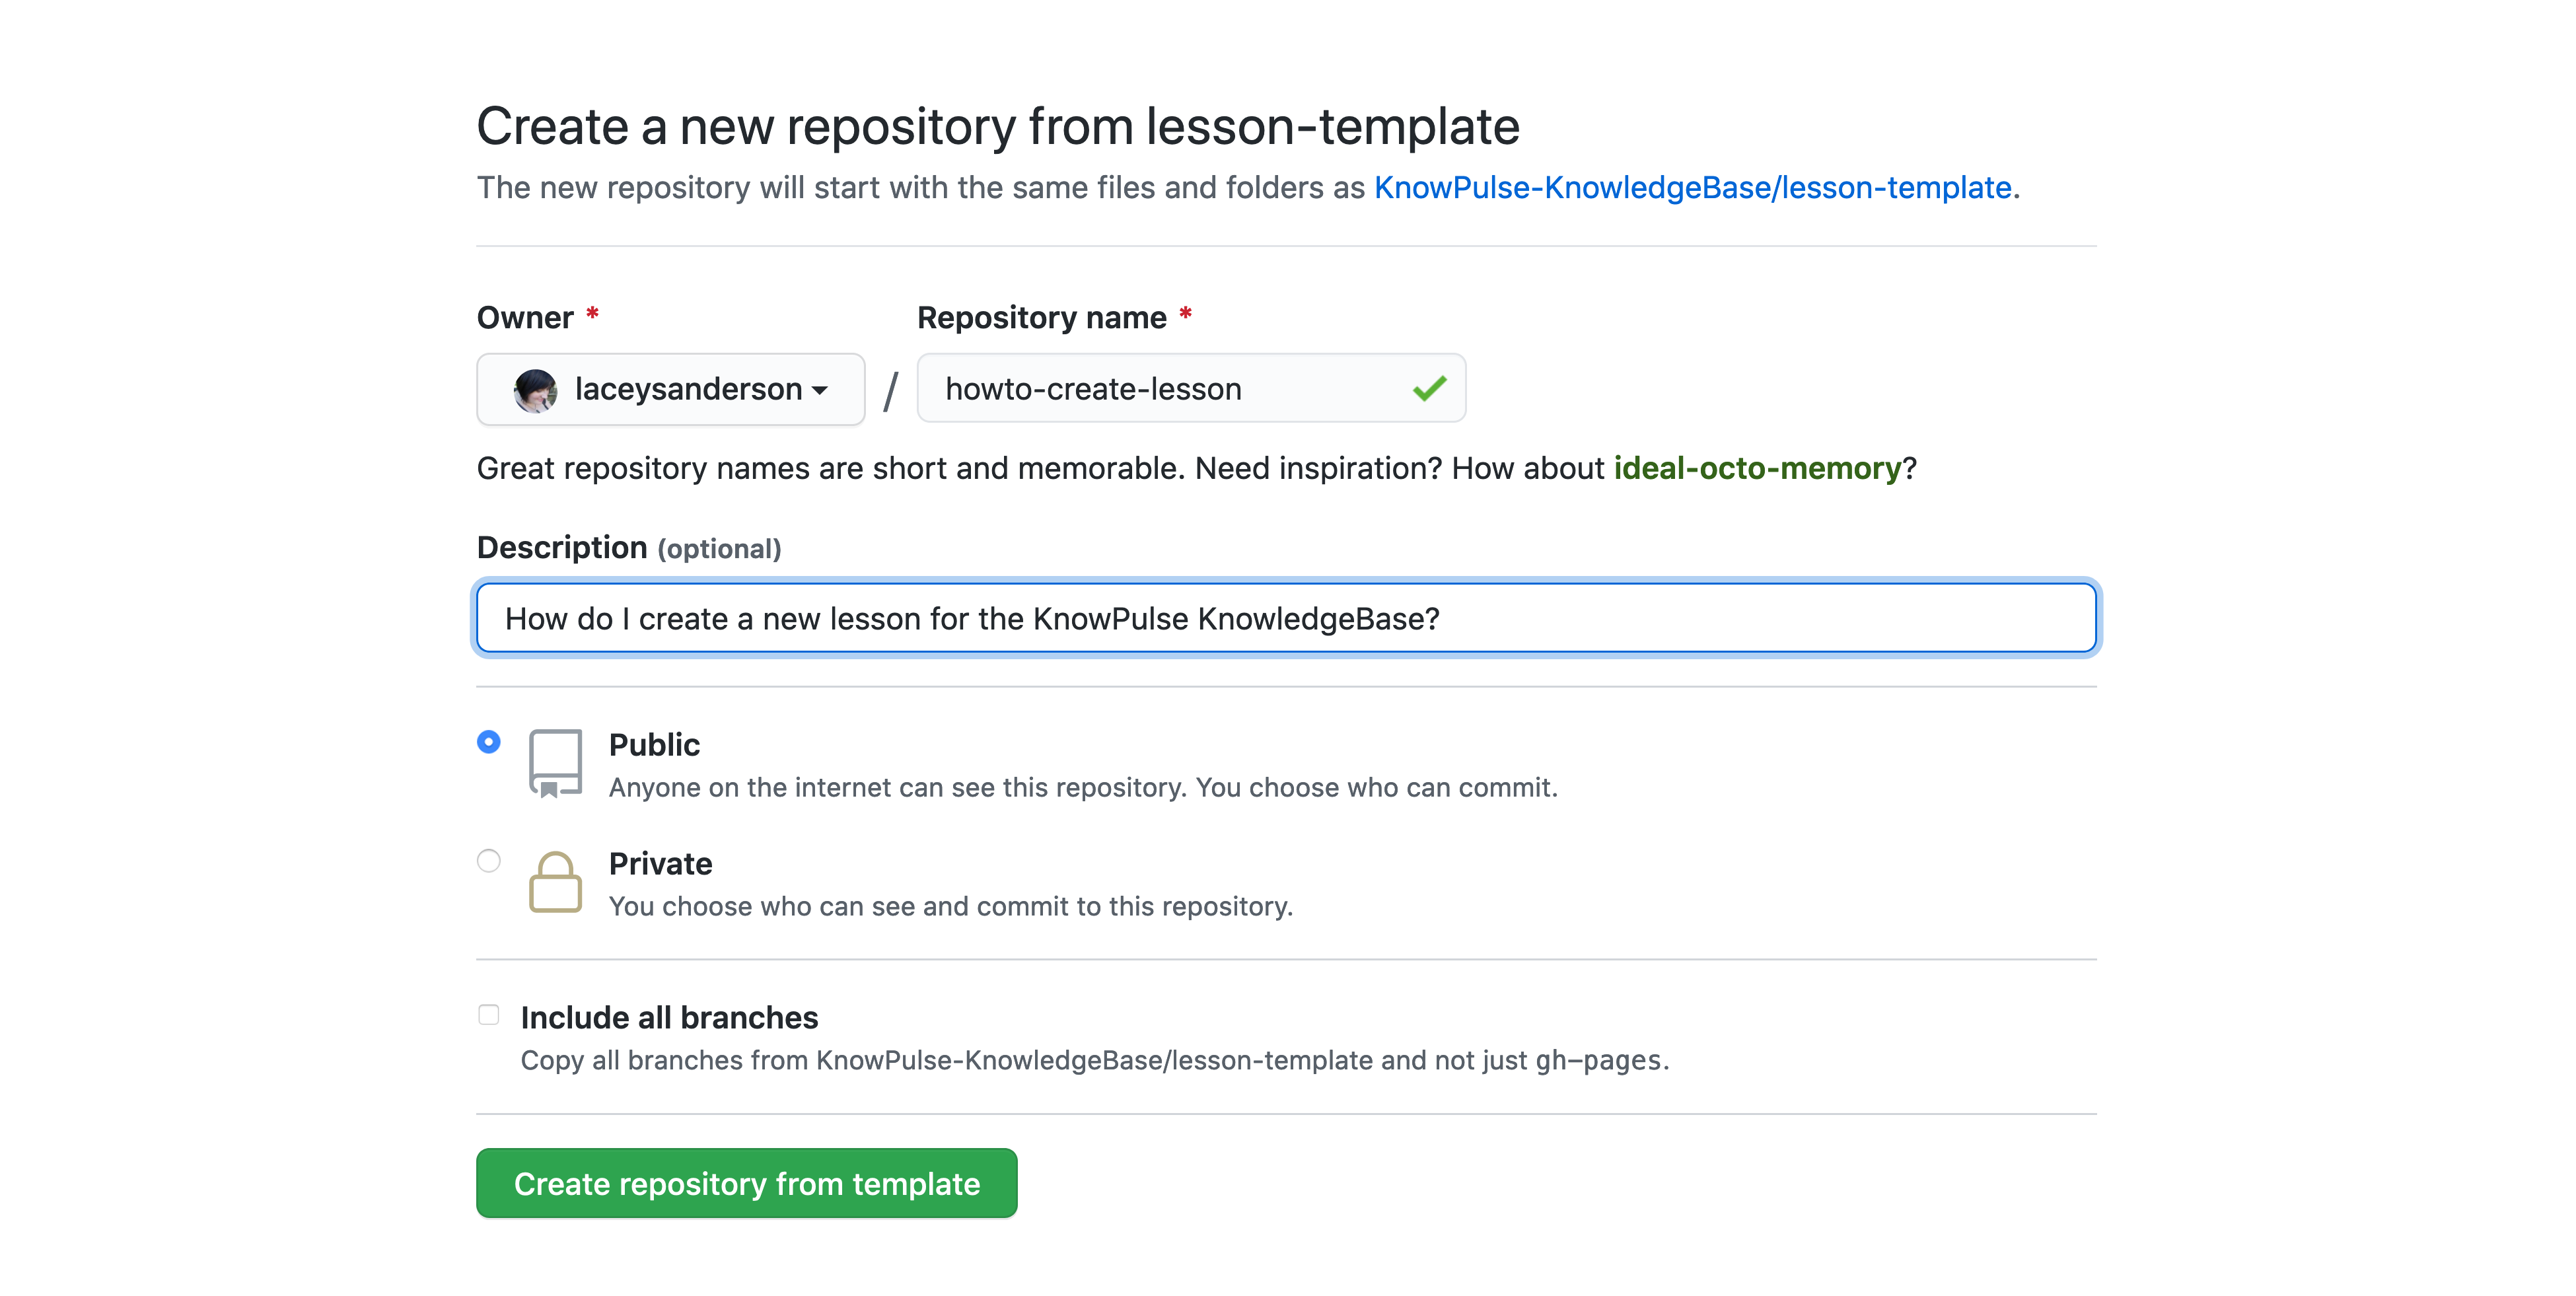 Create a new repository from lesson-template
The new repository will start with the same files and folders as KnowPulse-KnowledgeBase/lesson-template.
Owner * Repository name *
laceysanderson / howto-create-lesson
Great repository names are short and memorable. Need inspiration? How about ideal-octo-memory?
Description (optional)
How do I create a new lesson for the KnowPulse KnowledgeBase?
Public
Anyone on the internet can see this repository. You choose who can commit.
Private
You choose who can see and commit to this repository.
Include all branches
Copy all branches from KnowPulse-KnowledgeBase/lesson-template and not just gh-pages.
Create repository from template